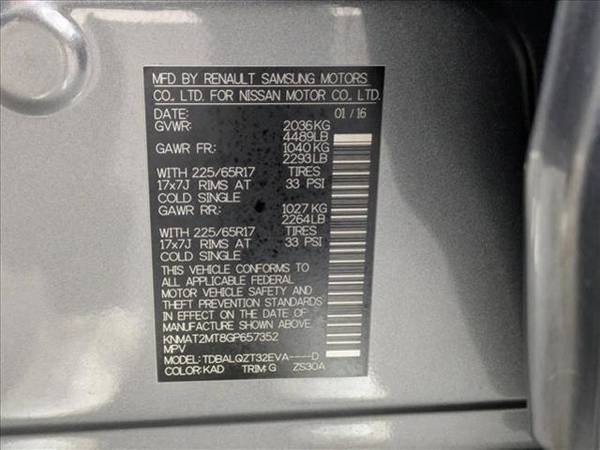 MFD BY RENAULT SAMSUNG MOTORS
CO., LTD. FOR NISSAN MOTOR CO., LTD.
DATE: 01/16
GVWR: 2036KG
4489LB
GAWR FR: 1040KG
2293LB
WITH 225/65R17 TIRES
17x7J RIMS AT 33 PSI
COLD SINGLE
GAWR RR: 1027 KG
2264LB
WITH 225/65R17 TIRES
17x7J RIMS AT 33 PSI
COLD SINGLE
THIS VEHICLE CONFORMS TO
ALL APPLICABLE FEDERAL
MOTOR VEHICLE SAFETY AND
THEFT PREVENTION STANDARDS
IN EFFECT ON THE DATE OF
MANUFACTURE SHOWN ABOVE.
KNMAT2MT8GP657352
MPV
MODEL:TDBALQZT32EVA----D
COLOR:KAD TRIM:G ZS30A